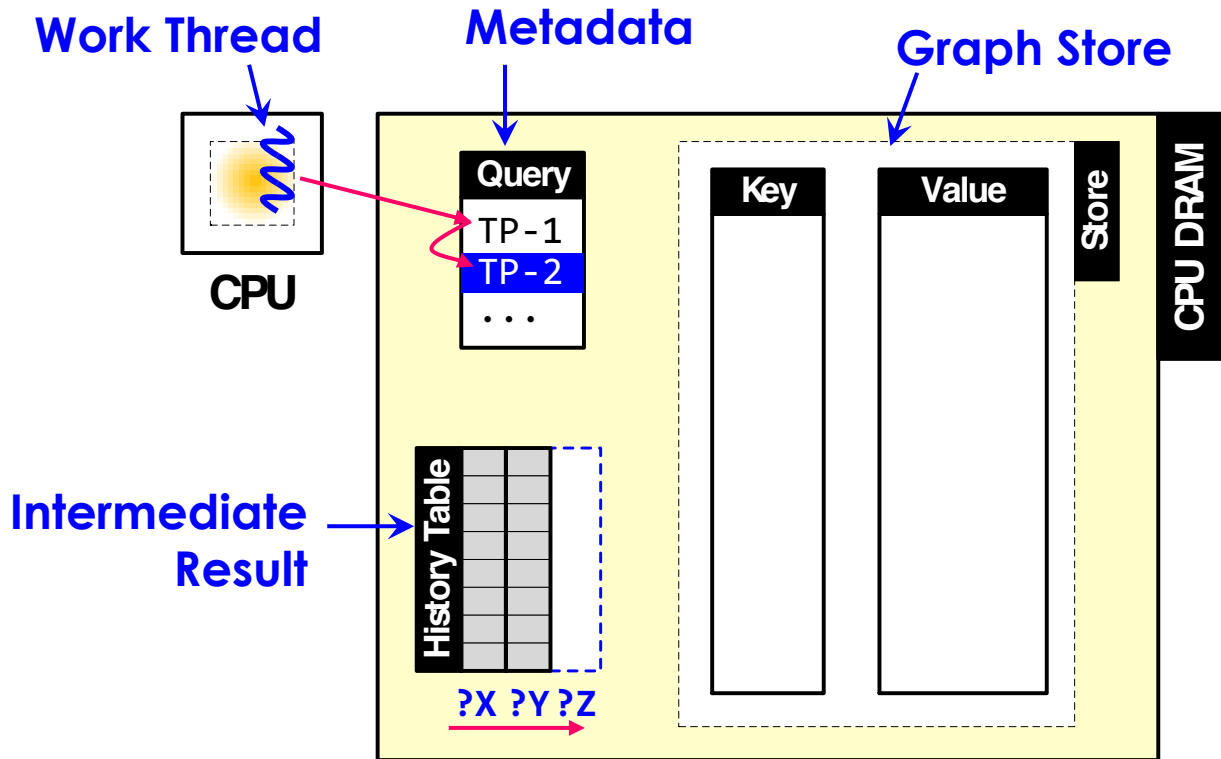 Work Thread
Metadata
Graph Store
CPU
Query
TP-1
TP-2
...
Key
Value
Store
CPU DRAM
Intermediate
Result
History Table
?X ?Y ?Z